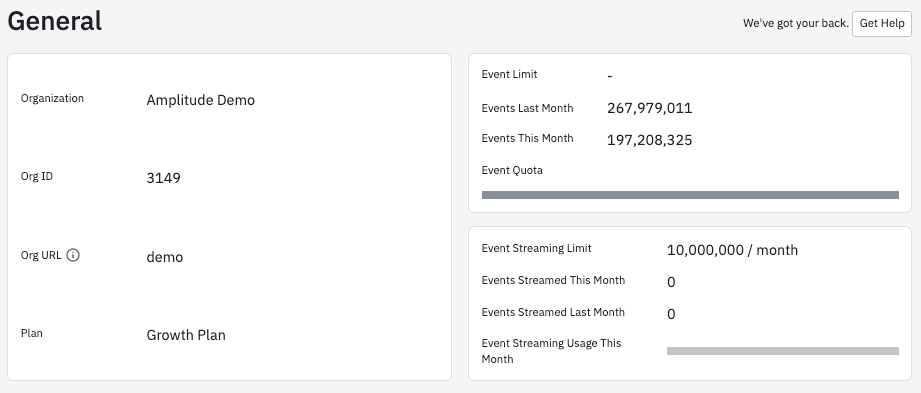 General
We've got your back. Get Help
Organization Amplitude Demo
Org ID 3149
Org URL demo
Plan Growth Plan
Event Limit -
Events Last Month 267,979,011
Events This Month 197,208,325
Event Quota
Event Streaming Limit 10,000,000 / month
Events Streamed This Month 0
Events Streamed Last Month 0
Event Streaming Usage This
Month